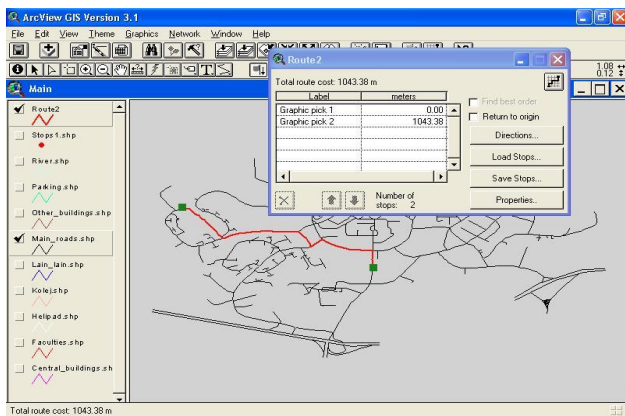 ArcView GIS Version 3.1
File Edit View Theme Graphics Network Window Help
1.08
0.12
Main
Route2
Stops1.shp
River.shp
Parking.shp
Other_buildings.shp
Main_roads.shp
Lain_lain.shp
Kolej.shp
Helipad.shp
Faculties.shp
Central_buildings.sh
Route2
Total route cost: 1043.38 m
Label meters
Graphic pick 1 0.00
Graphic pick 2 1043.38
Number of
stops: 2
Find best order
Return to origin
Directions...
Load Stops...
Save Stops...
Properties..
Total route cost: 1043.38 m